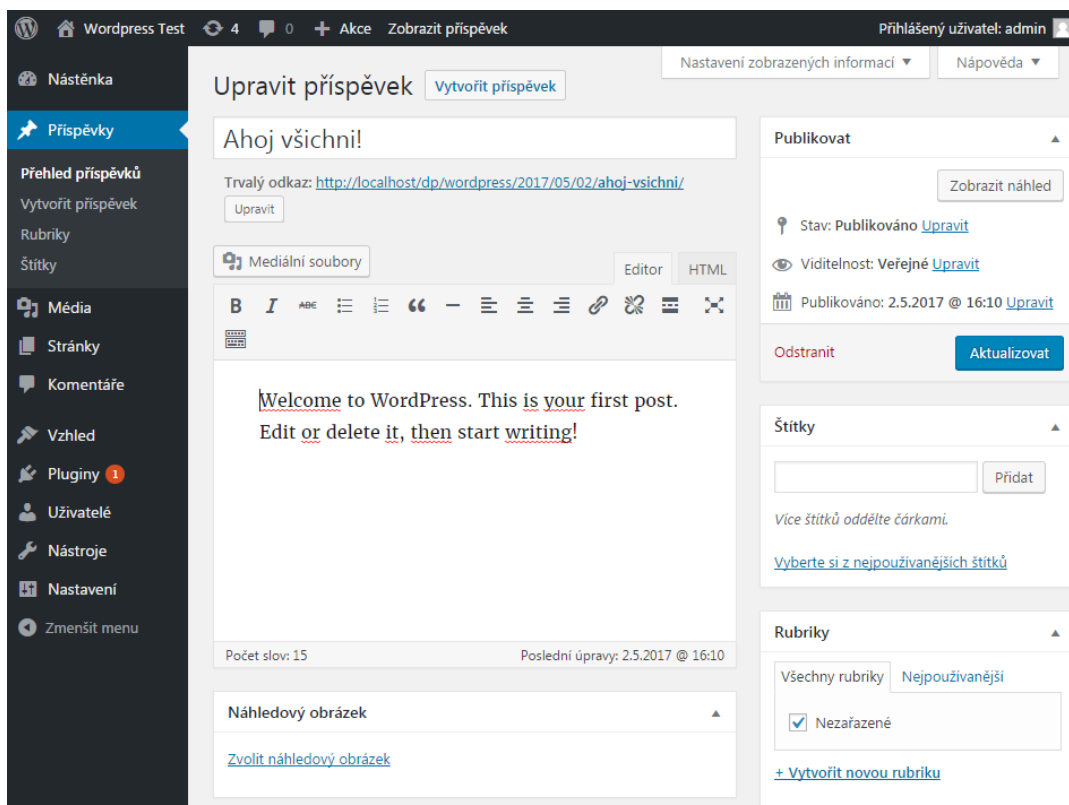 Wordpress Test 4 0 + Akce Zobrazit příspěvek Přihlášený uživatel: admin
Nástěnka
Příspěvky
Přehled příspěvků
Vytvořit příspěvek
Rubriky
Štítky
Média
Stránky
Komentáře
Vzhled
Pluginy 1
Uživatelé
Nástroje
Nastavení
Zmenšit menu
Nastavení zobrazených informací ▼ Nápověda ▼
Upravit příspěvek Vytvořit příspěvek
Ahoj všichni!
Trvalý odkaz: http://localhost/dp/wordpress/2017/05/02/ahoj-vsichni/
Upravit
Mediální soubory
Editor HTML
B I ABE
Welcome to WordPress. This is your first post.
Edit or delete it, then start writing!
Počet slov: 15 Poslední úpravy: 2.5.2017 @ 16:10
Náhledový obrázek
Zvolit náhledový obrázek
Publikovat
Zobrazit náhled
Stav: Publikováno Upravit
Viditelnost: Veřejné Upravit
Publikováno: 2.5.2017 @ 16:10 Upravit
Odstranit Aktualizovat
Štítky
Přidat
Více štítků oddělte čárkami.
Vyberte si z nejpoužívanějších štítků
Rubriky
Všechny rubriky Nejpoužívanější
Nezařazené
+ Vytvořit novou rubriku